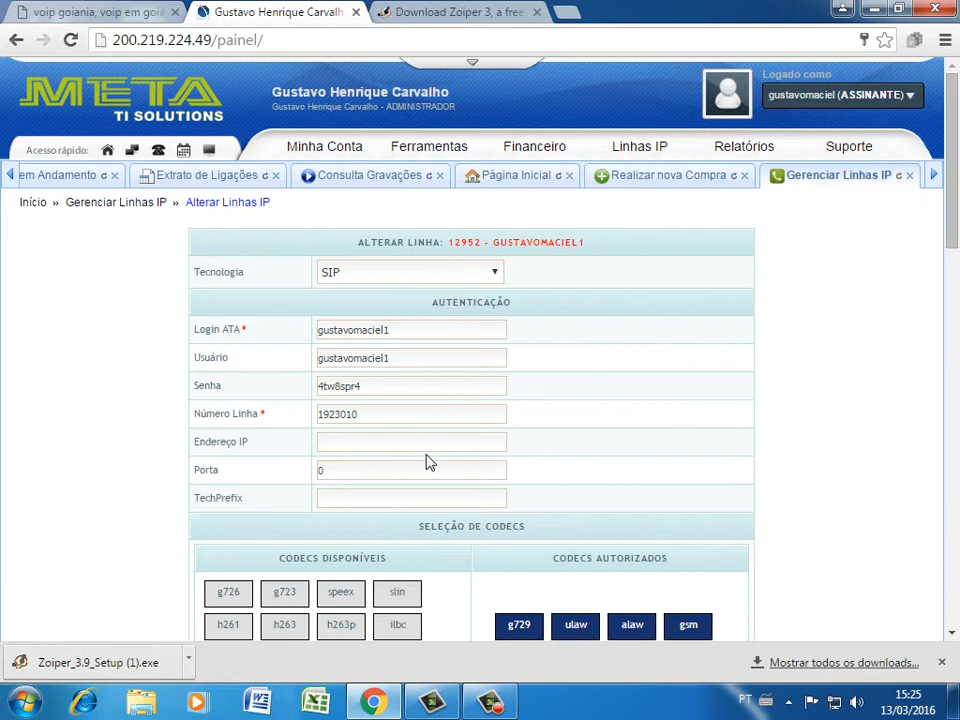 voip goiania, voip em goiâ
Gustavo Henrique Carvalh
Download Zoiper 3, a free
200.219.224.49/painel/
META
TI SOLUTIONS
Gustavo Henrique Carvalho
Gustavo Henrique Carvalho - ADMINISTRADOR
Logado como
gustavomaciel (ASSINANTE)
Acesso rápido:
Minha Conta
Ferramentas
Financeiro
Linhas IP
Relatórios
Suporte
em Andamento
Extrato de Ligações
Consulta Gravações
Página Inicial
Realizar nova Compra
Gerenciar Linhas IP
Início » Gerenciar Linhas IP » Alterar Linhas IP
ALTERAR LINHA: 12952 - GUSTAVOMACIEL1
Tecnologia SIP
AUTENTICAÇÃO
Login ATA * gustavomaciel1
Usuário gustavomaciel1
Senha 4tw8spr4
Número Linha * 1923010
Endereço IP
Porta 0
TechPrefix
SELEÇÃO DE CODECS
CODECS DISPONÍVEIS
CODECS AUTORIZADOS
g726 g723 speex slin
h261 h263 h263p ilbc
g729 ulaw alaw gsm
Zoiper_3.9_Setup (1).exe
Mostrar todos os downloads...
PT
15:25
13/03/2016